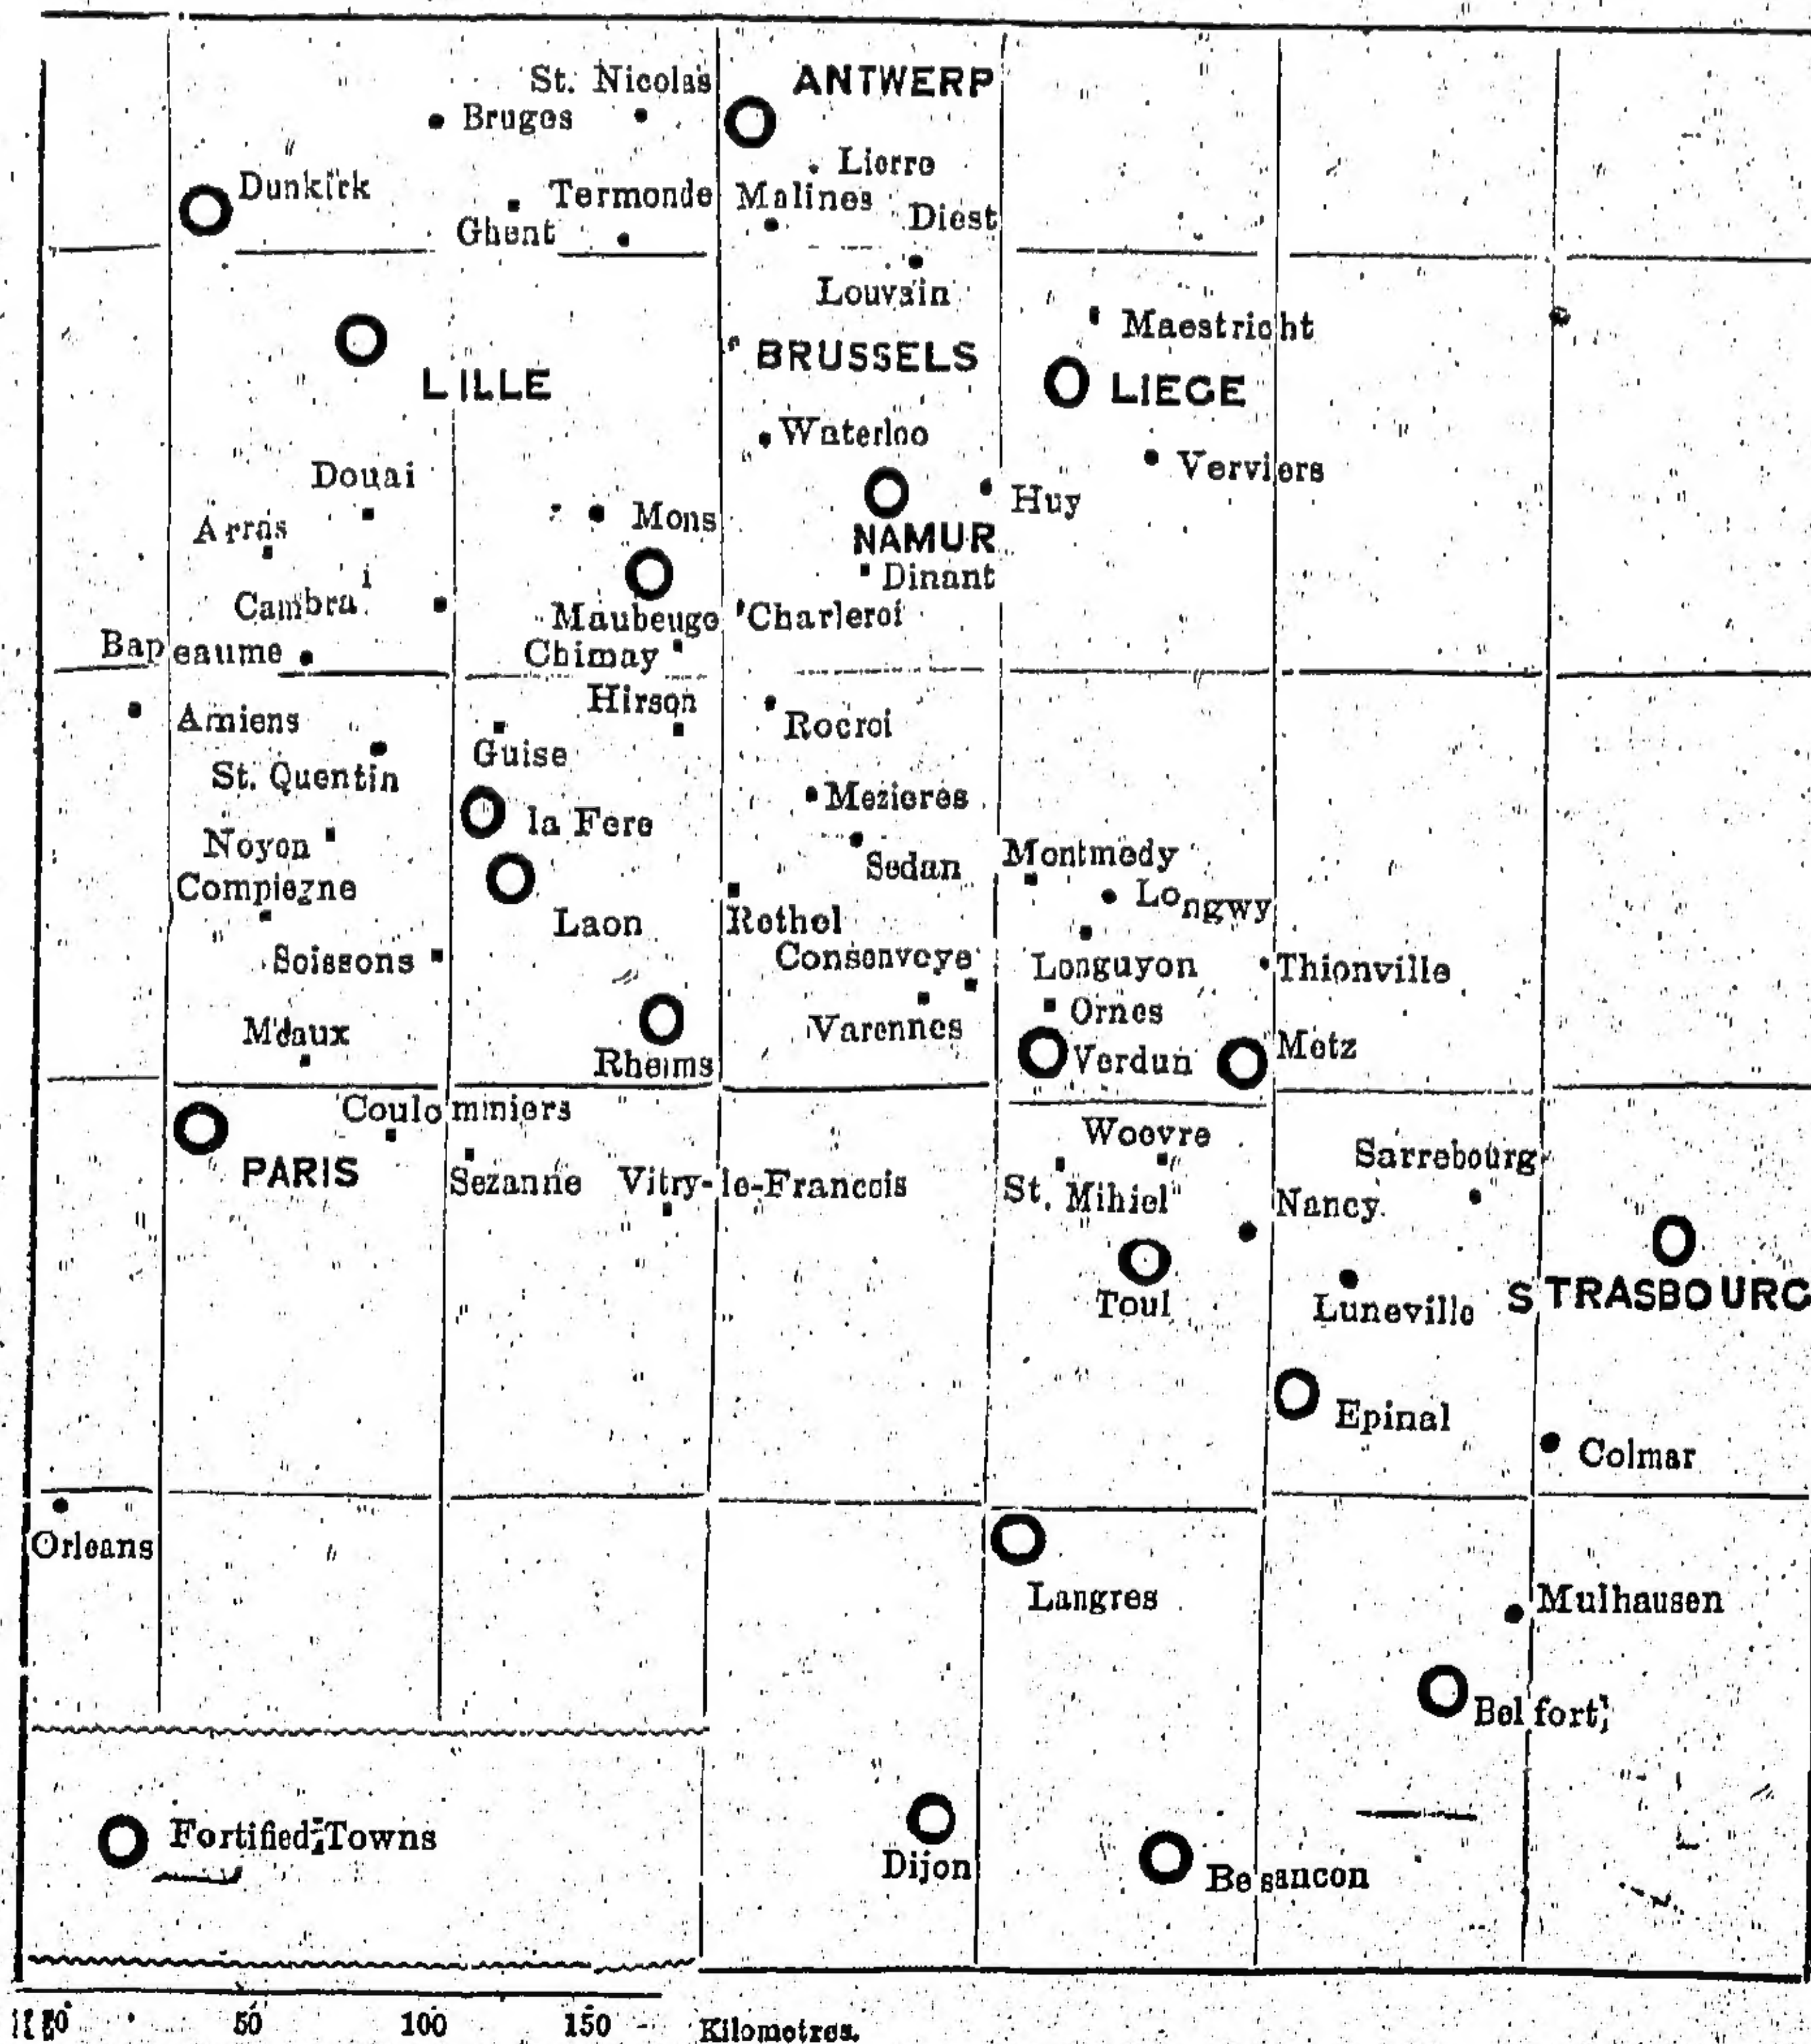 St. Nicolas
ANTWERP
Bruges
Lierre
Dunkirk
Termonde
Malines
Diest
Ghent
Louvain
Maestricht
BRUSSELS
LILLE
LIEGE
Waterloo
Verviers
Douai
Huy
Mons
Arras
NAMUR
Dinant
Cambrai
Maubeuge
Charleroi
Bapeaume
Chimay
Hirson
Amiens
Rocroi
Guise
St. Quentin
Mezieres
la Fere
Noyon
Montmedy
Sedan
Compiegne
Longwy
Laon
Rethel
Soissons
Consenvoye
Longuyon
Thionville
Ornes
Varennes
Meaux
Metz
Rheims
Verdun
Coulommiers
Woevre
Sarrebourg
PARIS
Sezanne
Vitry-le-Francois
St. Mihiel
Nancy
Toul
Luneville
STRASBOURG
Epinal
Colmar
Orleans
Langres
Mulhausen
Belfort
Fortified Towns
Dijon
Besancon
0 50 100 150 Kilometres.